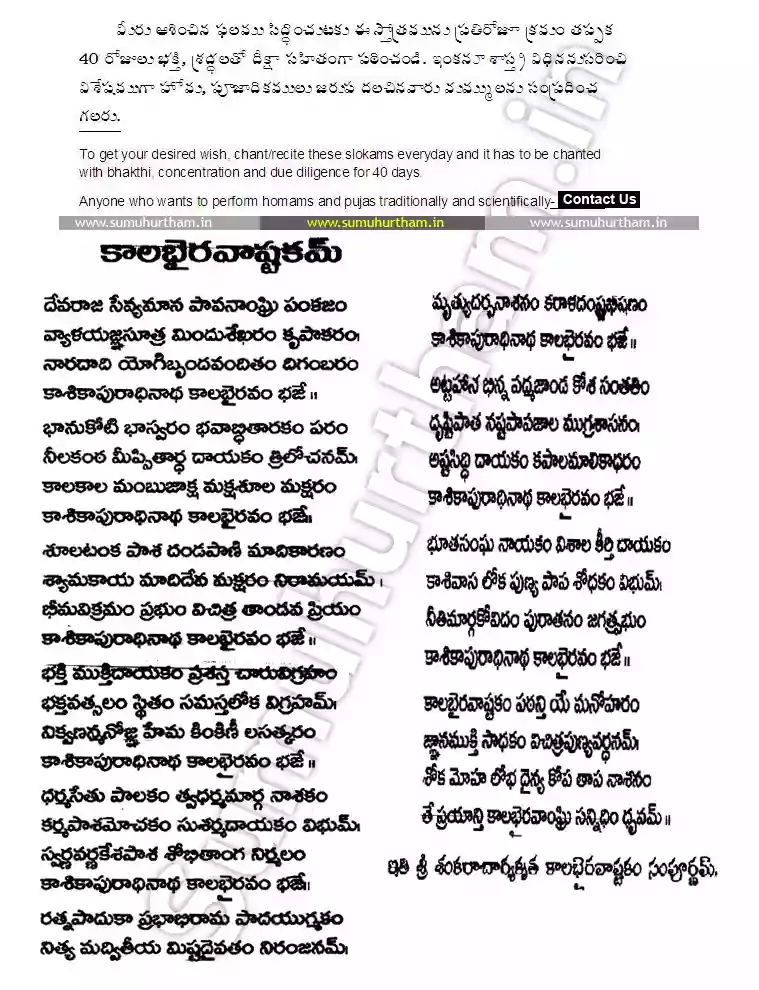 మీరు ఆశించిన ఫలము సిద్ధించుటకు ఈ స్తోత్రమును ప్రతిరోజూ క్రమం తప్పక
40 రోజులు భక్తి, శ్రద్ధలతో దీక్షా సహితంగా పఠించండి. ఇంకనూ శాస్త్ర విధిననుసరించి
విశేషముగా హోమ, పూజాదికములు జరుప దలచినవారు మమ్ములను సంప్రదించ
గలరు.
To get your desired wish, chant/recite these slokams everyday and it has to be chanted
with bhakthi, concentration and due diligence for 40 days.
Anyone who wants to perform homams and pujas traditionally and scientifically- Contact Us
www.sumuhurtham.in www.sumuhurtham.in www.sumuhurtham.in
కాలభైరవాష్టకమ్
దేవరాజ సేవ్యమాన పావనాంఘ్రి పంకజం
వ్యాళయజ్ఞసూత్ర మిందుశేఖరం కృపాకరం।
నారదాది యోగిబృందవందితం దిగంబరం
కాశికాపురాధినాథ కాలభైరవం భజే॥
భానుకోటి భాస్వరం భవాబ్ధితారకం పరం
నీలకంఠ మీప్సితార్థ దాయకం త్రిలోచనమ్।
కాలకాల మంబుజాక్ష మక్షశూల మక్షరం
కాశికాపురాధినాథ కాలభైరవం భజే॥
శూలటంక పాశ దండపాణి మాదికారణం
శ్యామకాయ మాదిదేవ మక్షరం నిరామయమ్।
భీమవిక్రమం ప్రభుం విచిత్ర తాండవ ప్రియం
కాశికాపురాధినాథ కాలభైరవం భజే॥
భక్తి ముక్తిదాయకం ప్రశస్త చారువిగ్రహం
భక్తవత్సలం స్థితం సమస్తలోక విగ్రహమ్।
నిక్వణన్మనోజ్ఞ హేమ కింకిణీ లసత్కరం
కాశికాపురాధినాథ కాలభైరవం భజే॥
ధర్మసేతు పాలకం త్వధర్మమార్గ నాశకం
కర్మపాశమోచకం సుశర్మదాయకం విభుమ్।
స్వర్ణవర్ణకేశపాశ శోభితాంగ నిర్మలం
కాశికాపురాధినాథ కాలభైరవం భజే॥
రత్నపాదుకా ప్రభాభిరామ పాదయుగ్మకం
నిత్య మద్వితీయ మిష్టదైవతం నిరంజనమ్।
మృత్యుదర్పనాశనం కరాళదంష్ట్రభీషణం
కాశికాపురాధినాథ కాలభైరవం భజే॥
అట్టహాస భిన్న పద్మజాండ కోశ సంతతిం
దృష్టిపాత నష్టపాపజాల ముగ్రశాసనం।
అష్టసిద్ధి దాయకం కపాలమాలికాధరం
కాశికాపురాధినాథ కాలభైరవం భజే॥
భూతసంఘ నాయకం విశాల కీర్తి దాయకం
కాశివాస లోక పుణ్య పాప శోధకం విభుమ్।
నీతిమార్గకోవిదం పురాతనం జగత్ప్రభుం
కాశికాపురాధినాథ కాలభైరవం భజే॥
కాలభైరవాష్టకం పఠన్తి యే మనోహరం
జ్ఞానముక్తి సాధకం విచిత్రపుణ్యవర్ధనమ్।
శోక మోహ లోభ దైన్య కోప తాప నాశనం
తే ప్రయాన్తి కాలభైరవాంఘ్రి సన్నిధిం ధృవమ్॥
ఇతి శ్రీ శంకరాచార్యకృత కాలభైరవాష్టకం సంపూర్ణమ్.
Sumuhurtham.in